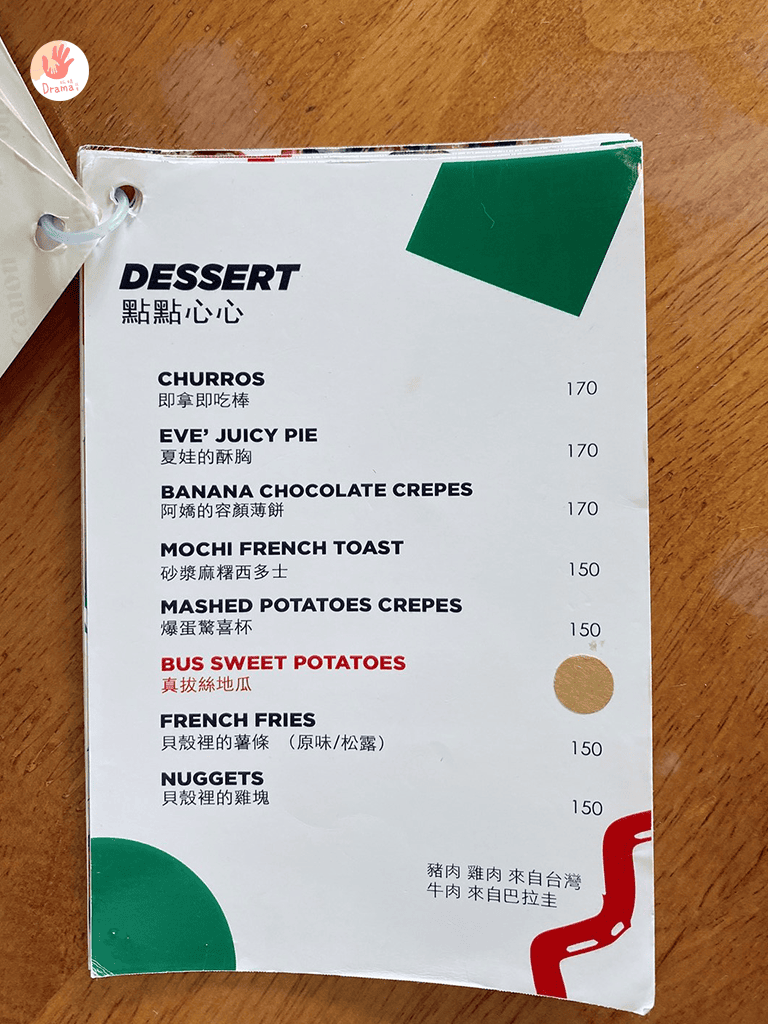 Drama
DESSERT
點點心心
CHURROS 170
即拿即吃棒
EVE' JUICY PIE 170
夏娃的酥胸
BANANA CHOCOLATE CREPES 170
阿嬌的容顏薄餅
MOCHI FRENCH TOAST 150
砂漿麻糬西多士
MASHED POTATOES CREPES 150
爆蛋驚喜杯
BUS SWEET POTATOES
真拔絲地瓜
FRENCH FRIES 150
貝殼裡的薯條 （原味/松露）
NUGGETS 150
貝殼裡的雞塊
豬肉 雞肉 來自台灣
牛肉 來自巴拉圭